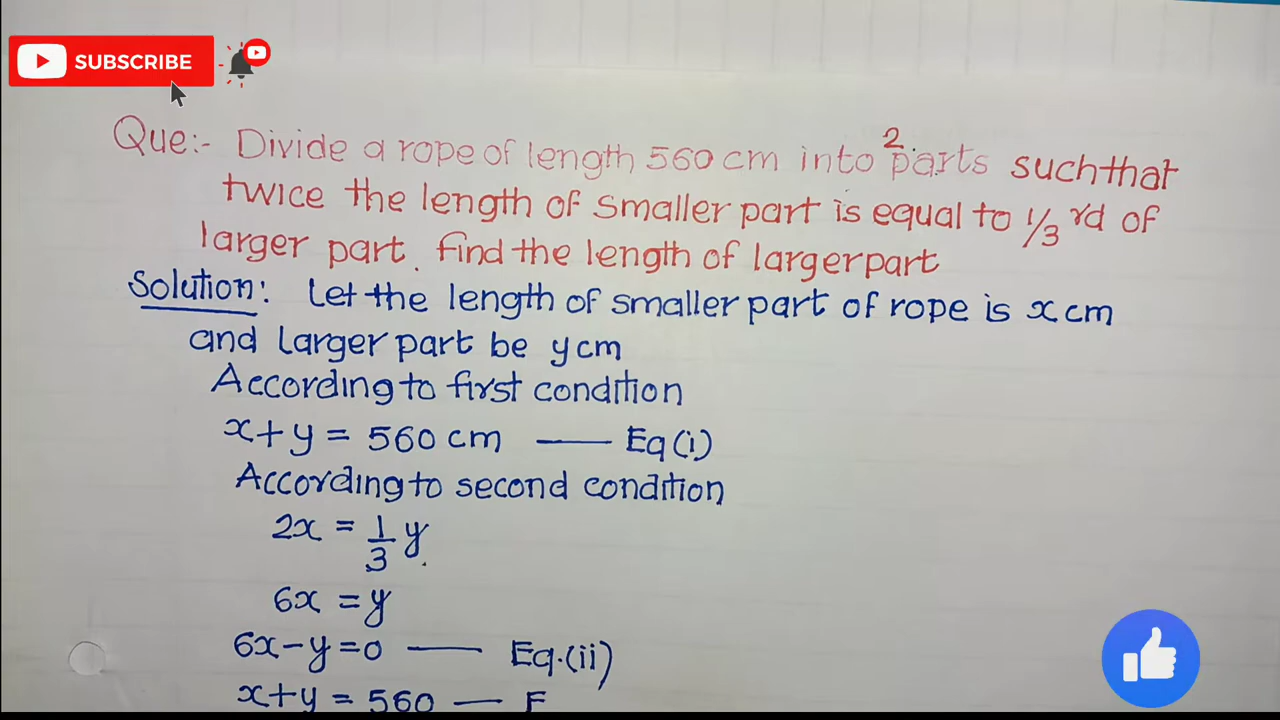 SUBSCRIBE
Que:- Divide a rope of length 560 cm into 2 parts such that
twice the length of smaller part is equal to 1/3 rd of
larger part. find the length of larger part
Solution: Let the length of smaller part of rope is x cm
and larger part be y cm
According to first condition
x+y = 560 cm —— Eq (i)
According to second condition
2x = 1/3 y
6x = y
6x-y=0 —— Eq.(ii)
x+y = 560 —